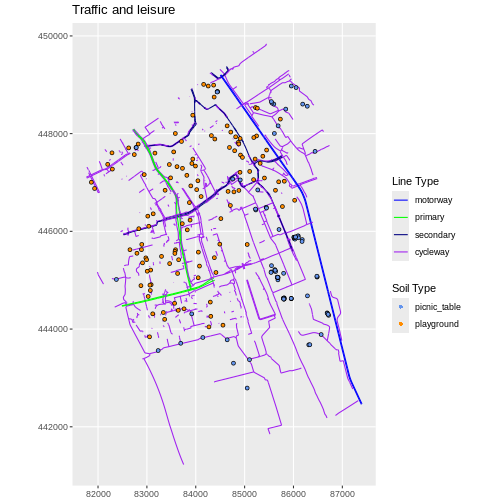 Traffic and leisure
450000
448000
446000
444000
442000
82000 83000 84000 85000 86000 87000
Line Type
motorway
primary
secondary
cycleway
Soil Type
picnic_table
playground